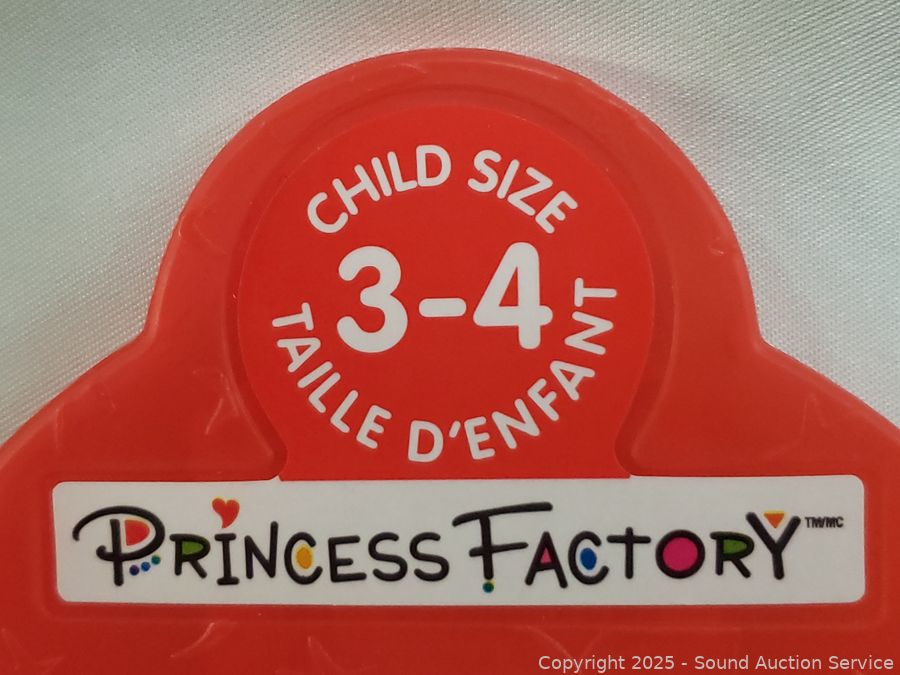 CHILD SIZE
3-4
TAILLE D'ENFANT
PRINCESS FACTORY TM/MC
Copyright 2025 - Sound Auction Service